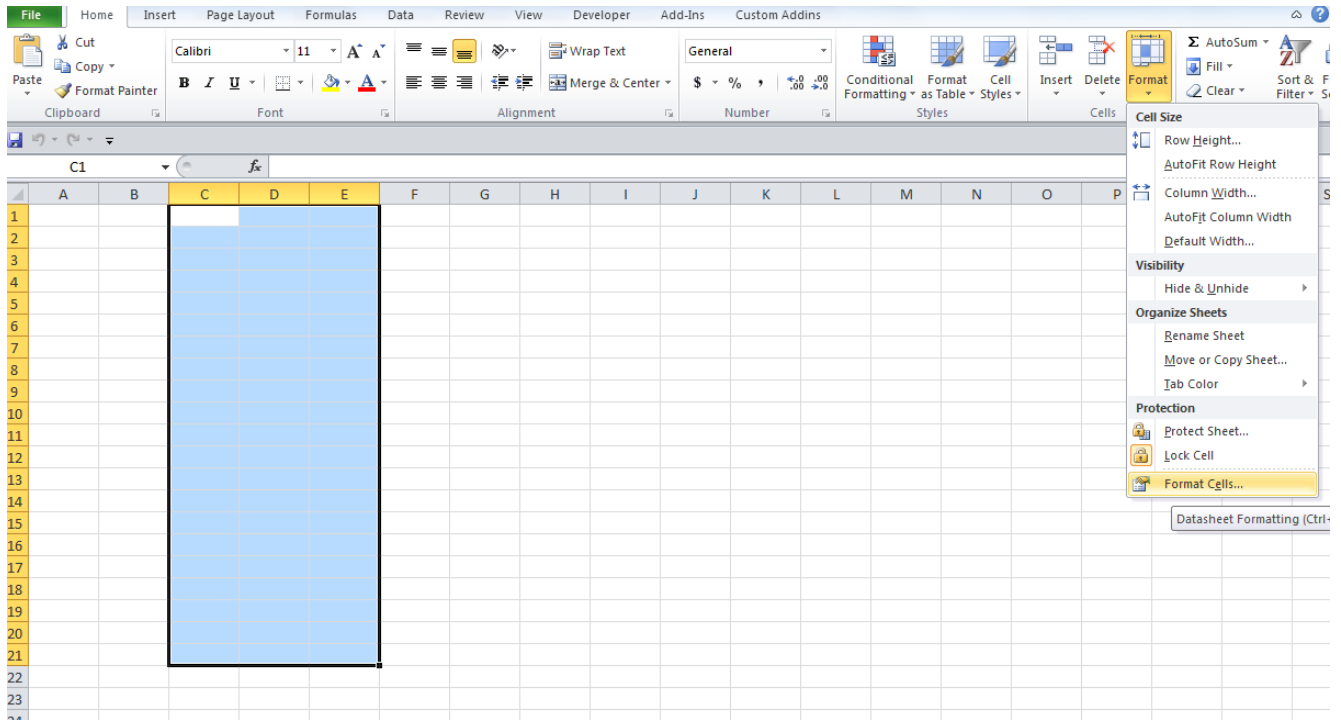 File Home Insert Page Layout Formulas Data Review View Developer Add-Ins Custom Addins
Cut
Copy
Format Painter
Paste
Clipboard
Calibri 11 A A
B I U A
Font
Wrap Text
Merge & Center
Alignment
General
$ % , .0 .00 .00 .0
Number
Conditional Formatting
Format as Table
Cell Styles
Styles
Insert Delete Format
Cells
Σ AutoSum
Fill
Clear
Sort & Filter
C1 fx
A B C D E F G H I J K L M N O P S
1
2
3
4
5
6
7
8
9
10
11
12
13
14
15
16
17
18
19
20
21
22
23
24
Cell Size
Row Height...
AutoFit Row Height
Column Width...
AutoFit Column Width
Default Width...
Visibility
Hide & Unhide
Organize Sheets
Rename Sheet
Move or Copy Sheet...
Tab Color
Protection
Protect Sheet...
Lock Cell
Format Cells...
Datasheet Formatting (Ctrl+